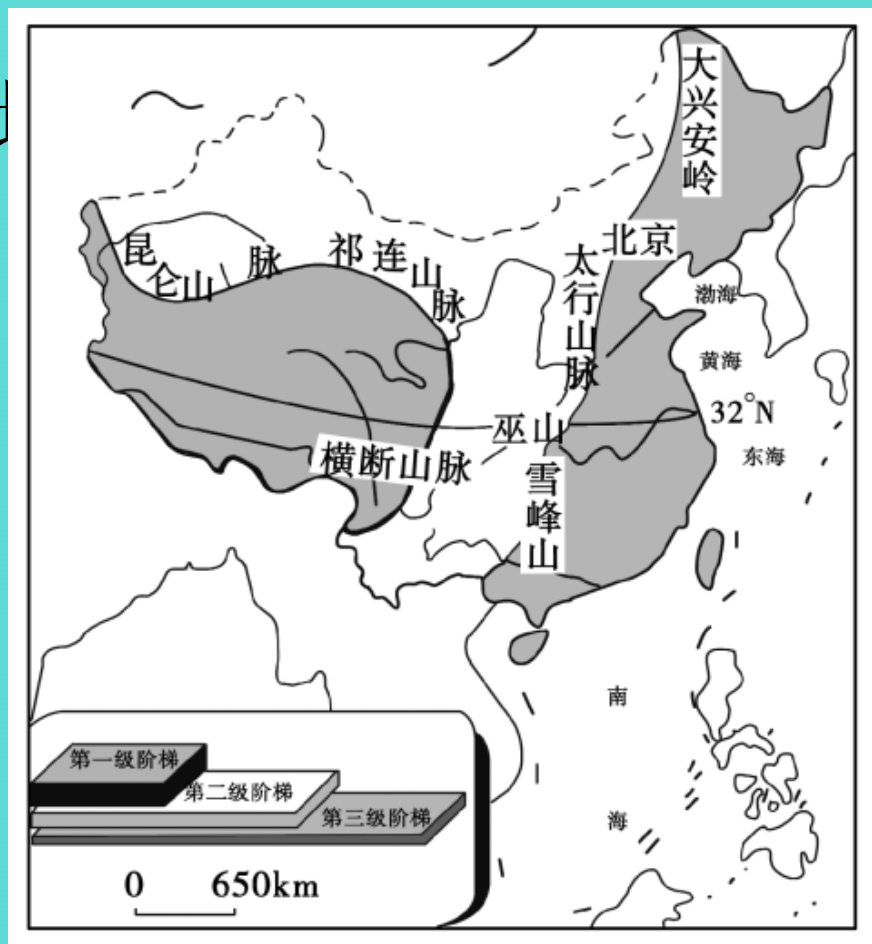 大兴安岭
北京
昆仑山脉
祁连山脉
太行山脉
渤海
黄海
32°N
巫山
东海
横断山脉
雪峰山
南海
第一级阶梯
第二级阶梯
第三级阶梯
0 650km